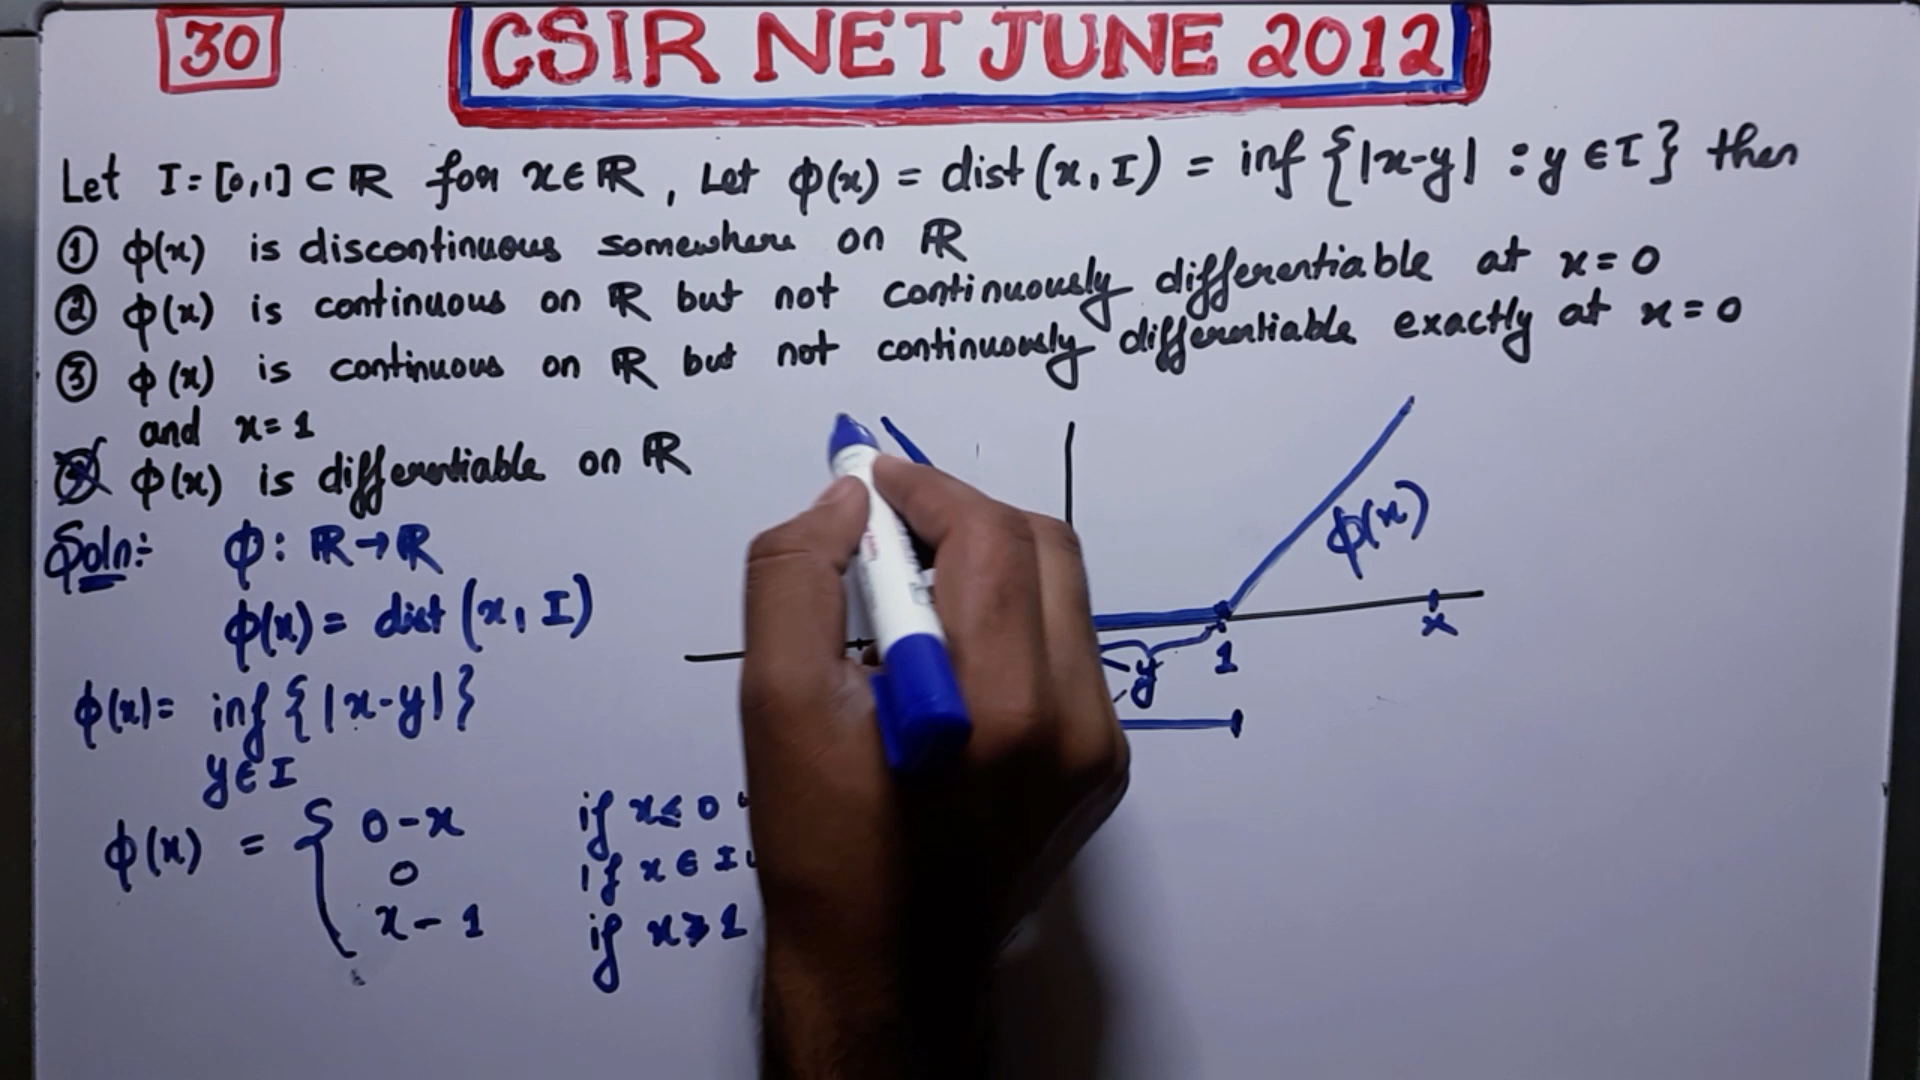 30
CSIR NET JUNE 2012
Let I = [0,1] ⊂ ℝ for x ∈ ℝ, Let ϕ(x) = dist (x, I) = inf {|x-y| : y ∈ I} then
① ϕ(x) is discontinuous somewhere on ℝ
② ϕ(x) is continuous on ℝ but not continuously differentiable at x = 0
③ ϕ(x) is continuous on ℝ but not continuously differentiable exactly at x = 0
and x = 1
④ ϕ(x) is differentiable on ℝ
Soln:- ϕ: ℝ → ℝ
ϕ(x) = dist (x, I)
ϕ(x) = inf {|x-y|}
y ∈ I
ϕ(x) = { 0-x if x ≤ 0
0 if x ∈ I
x-1 if x ≥ 1
ϕ(x)
y
1
x